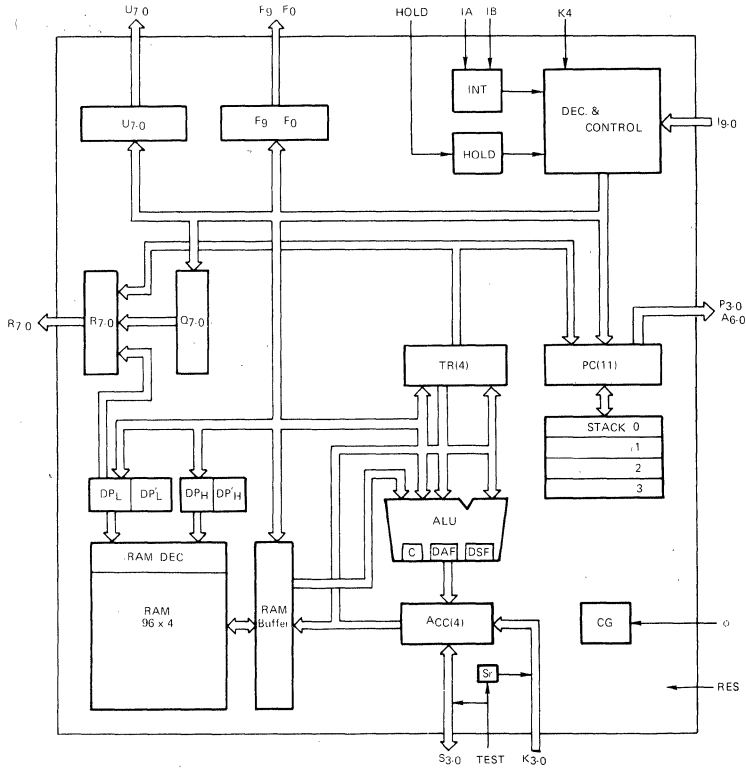 U7-0
F9 F0
HOLD
IA
IB
K4
INT
DEC. &
CONTROL
I9-0
U7-0
F9 F0
HOLD
R7-0
R7-0
Q7-0
P3-0
A6-0
TR(4)
PC(11)
STACK 0
1
2
3
DPL
DP'L
DPH
DP'H
ALU
C
DAF
DSF
RAM DEC
RAM
96 x 4
RAM
Buffer
ACC(4)
CG
φ
Sr
RES
S3-0
TEST
K3-0